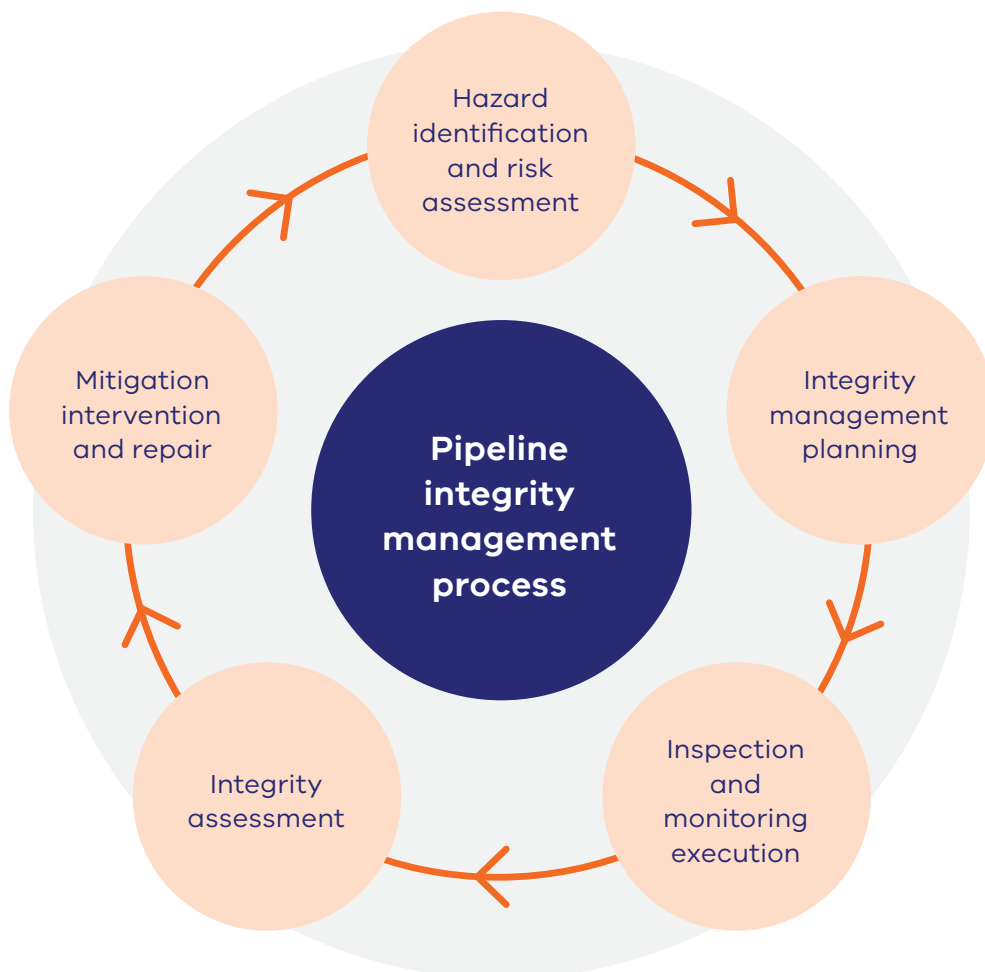 Hazard
identification
and risk
assessment
Integrity
management
planning
Inspection
and
monitoring
execution
Integrity
assessment
Mitigation
intervention
and repair
Pipeline
integrity
management
process